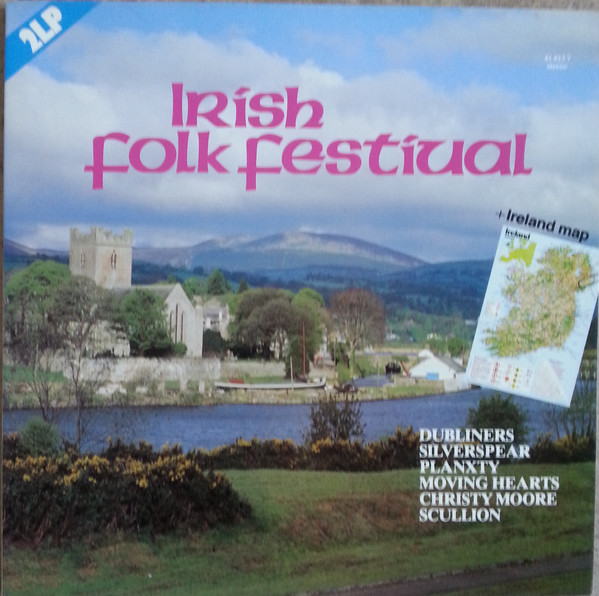 2LP
Irish
folk festival
+Ireland map
Ireland
DUBLINERS
SILVERSPEAR
PLANXTY
MOVING HEARTS
CHRISTY MOORE
SCULLION